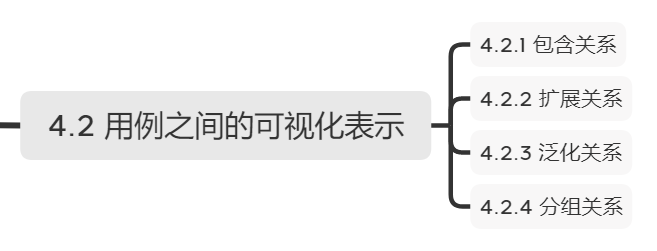 4.2 用例之间的可视化表示
4.2.1 包含关系
4.2.2 扩展关系
4.2.3 泛化关系
4.2.4 分组关系